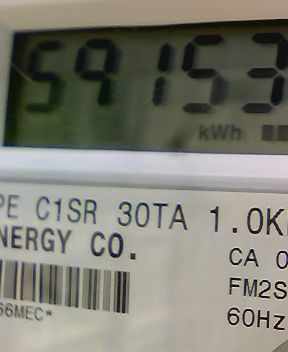 59153
kWh
PE C1SR 30TA 1.0K
NERGY CO.
CA 0
FM2S
66MEC*
60Hz